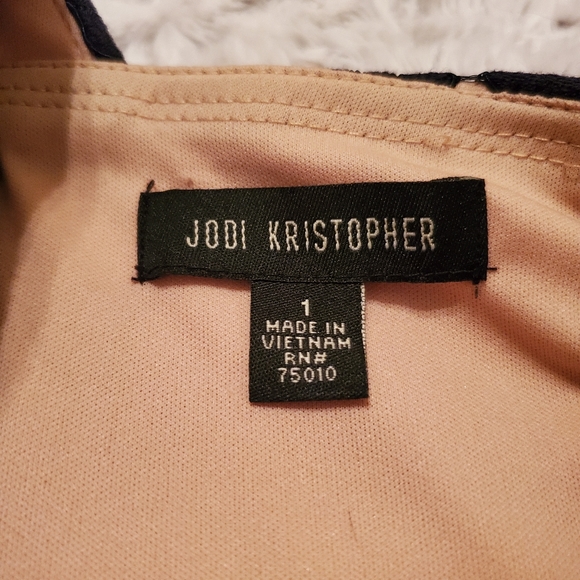 JODI KRISTOPHER
1
MADE IN
VIETNAM
RN#
75010